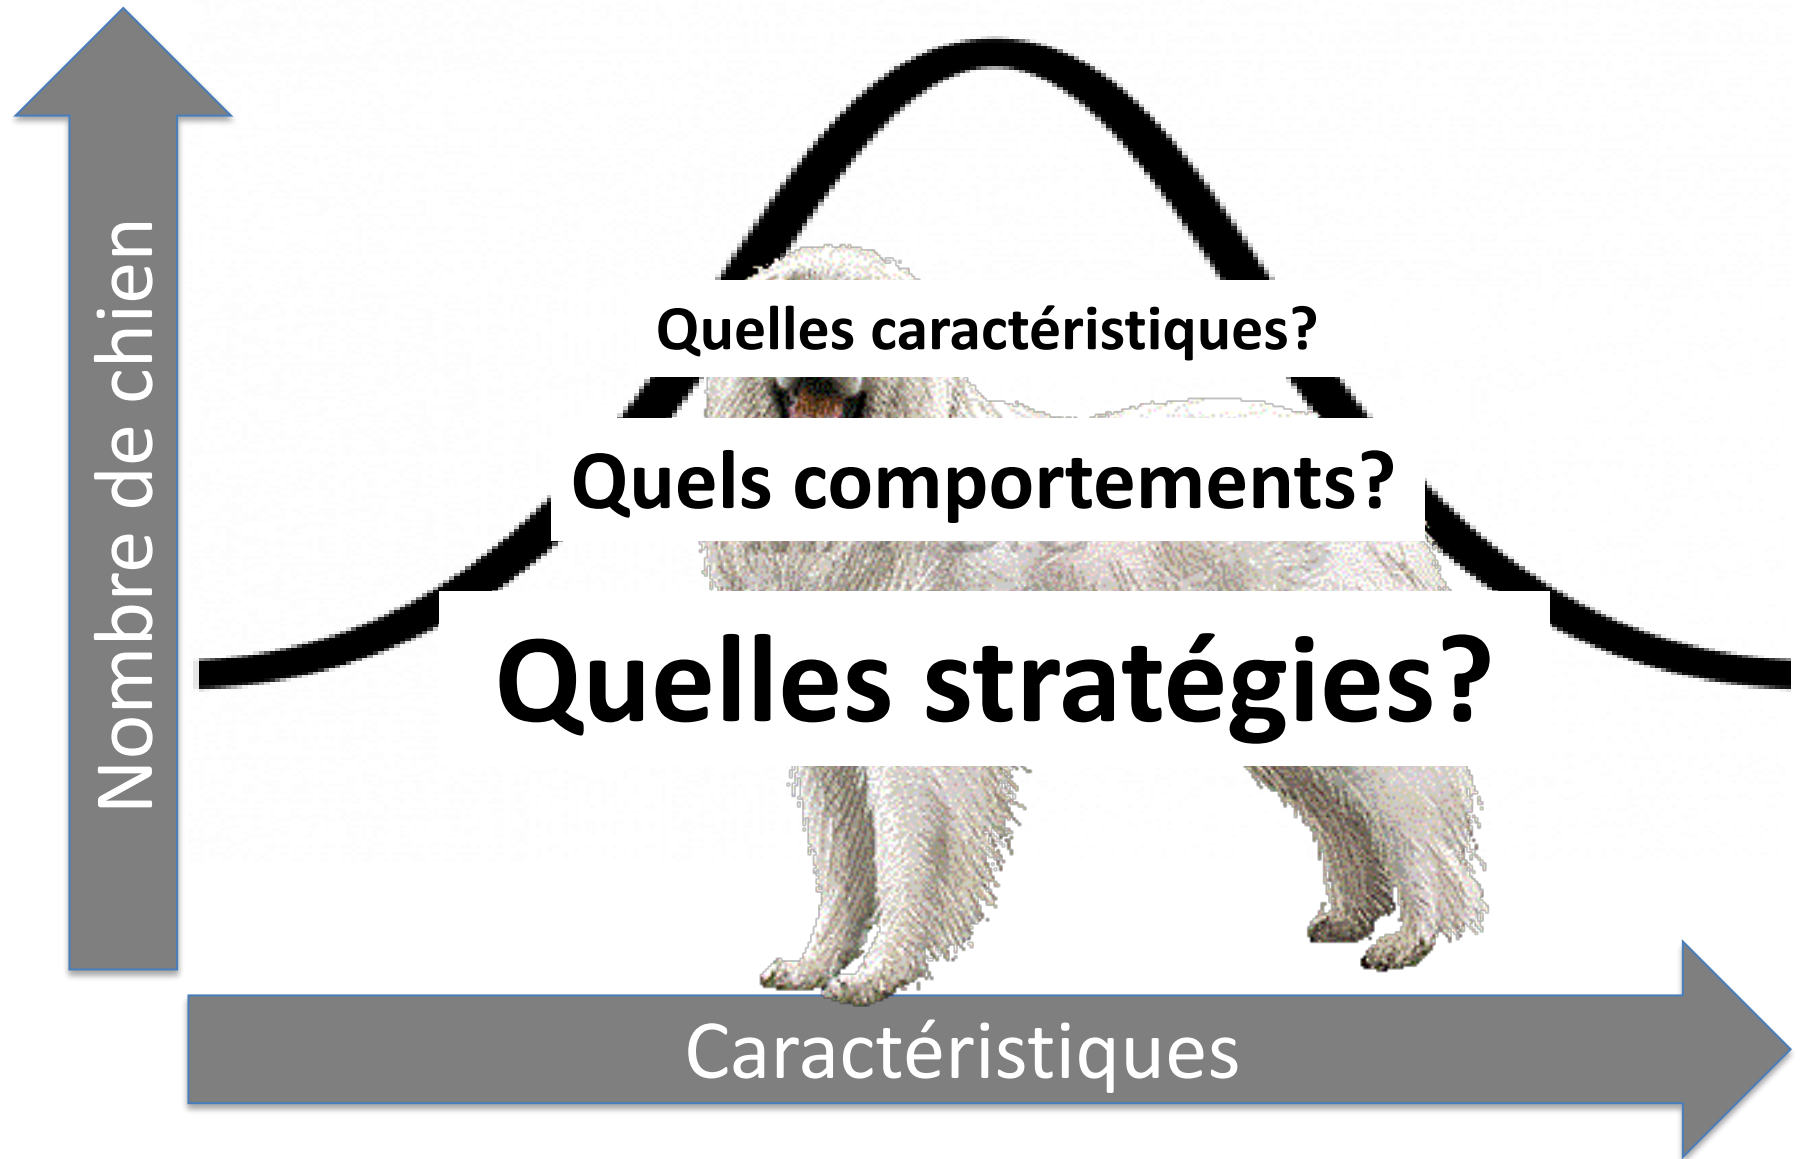 Nombre de chien
Quelles caractéristiques?
Quels comportements?
Quelles stratégies?
Caractéristiques